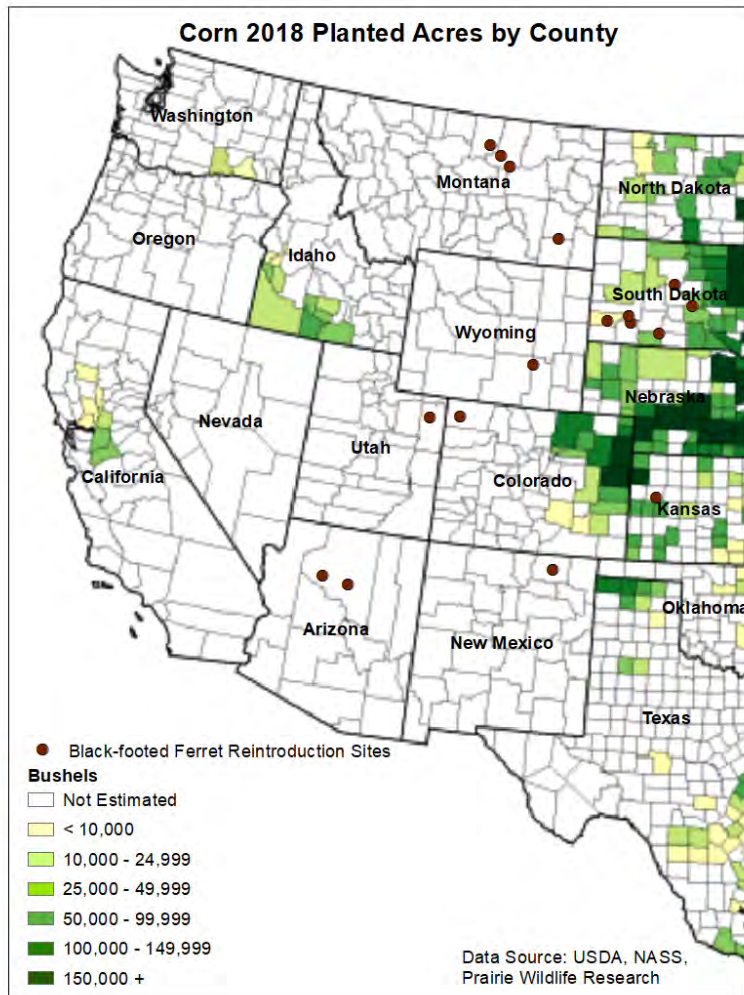 Corn 2018 Planted Acres by County
Washington
Montana
North Dakota
Oregon
Idaho
South Dakota
Wyoming
Nebraska
Nevada
Utah
California
Colorado
Kansas
Oklahoma
Arizona
New Mexico
Texas
Black-footed Ferret Reintroduction Sites
Bushels
Not Estimated
< 10,000
10,000 - 24,999
25,000 - 49,999
50,000 - 99,999
100,000 - 149,999
150,000 +
Data Source: USDA, NASS,
Prairie Wildlife Research